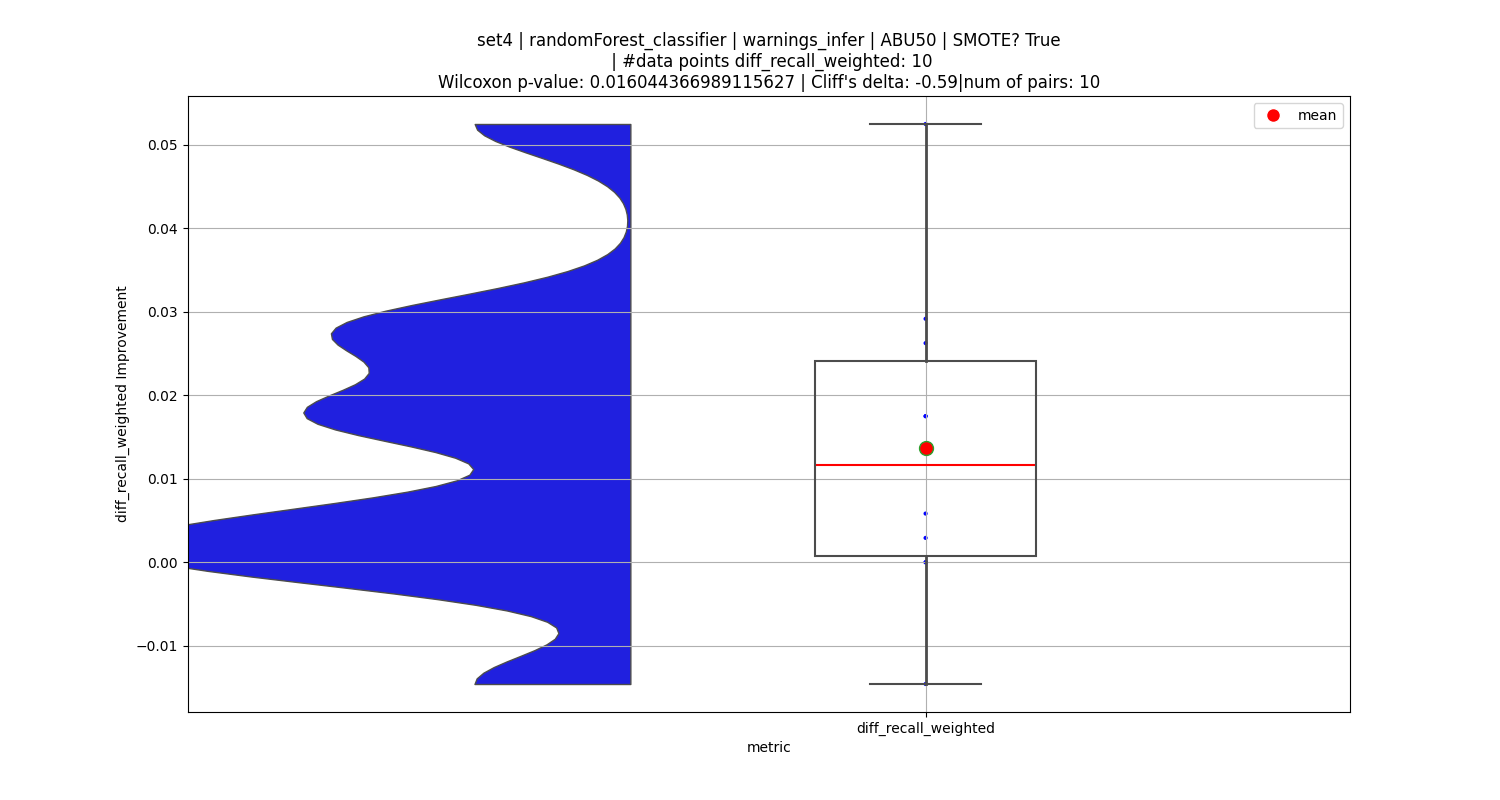 set4 | randomForest_classifier | warnings_infer | ABU50 | SMOTE? True
| #data points diff_recall_weighted: 10
Wilcoxon p-value: 0.016044366989115627 | Cliff's delta: -0.59|num of pairs: 10
mean
0.05
0.04
0.03
0.02
0.01
0.00
−0.01
diff_recall_weighted Improvement
diff_recall_weighted
metric